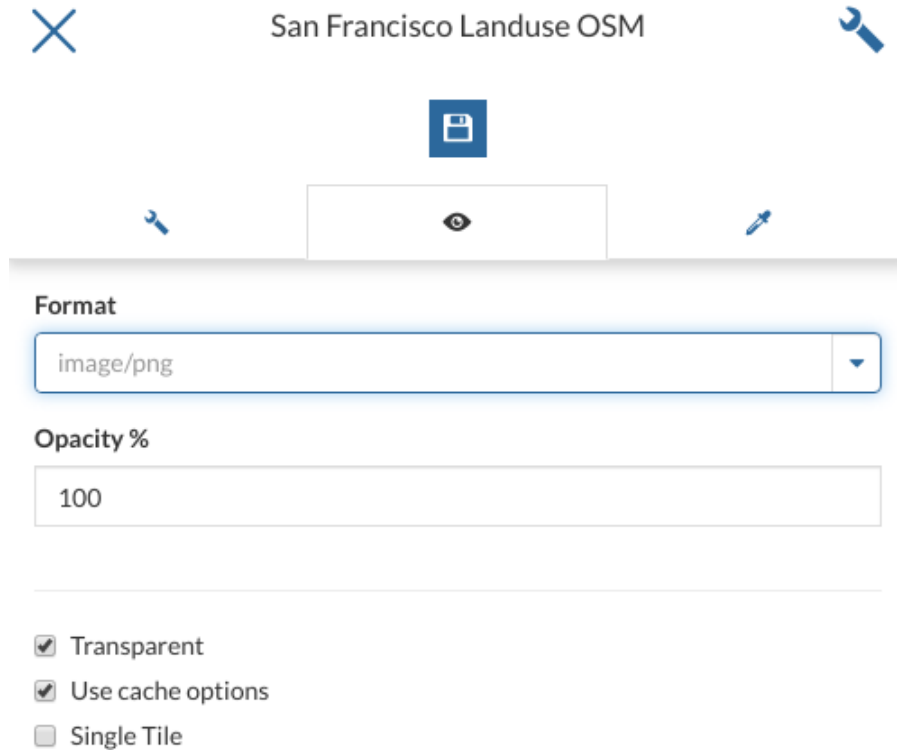 San Francisco Landuse OSM
Format
image/png
Opacity %
100
Transparent
Use cache options
Single Tile